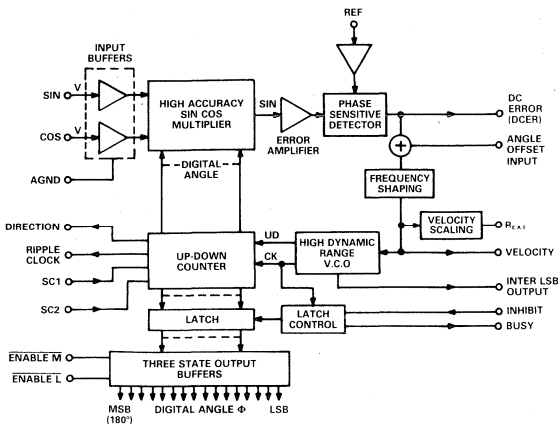 REF
INPUT
BUFFERS
SIN
V
COS
V
AGND
HIGH ACCURACY
SIN COS
MULTIPLIER
SIN
ERROR
AMPLIFIER
PHASE
SENSITIVE
DETECTOR
DC
ERROR
(DCER)
+
ANGLE
OFFSET
INPUT
DIGITAL
ANGLE
FREQUENCY
SHAPING
VELOCITY
SCALING
REXT
DIRECTION
RIPPLE
CLOCK
SC1
SC2
UP-DOWN
COUNTER
UD
CK
HIGH DYNAMIC
RANGE
V.C.O
VELOCITY
INTER LSB
OUTPUT
LATCH
LATCH
CONTROL
INHIBIT
BUSY
ENABLE M
ENABLE L
THREE STATE OUTPUT
BUFFERS
MSB
(180°)
DIGITAL ANGLE Φ
LSB